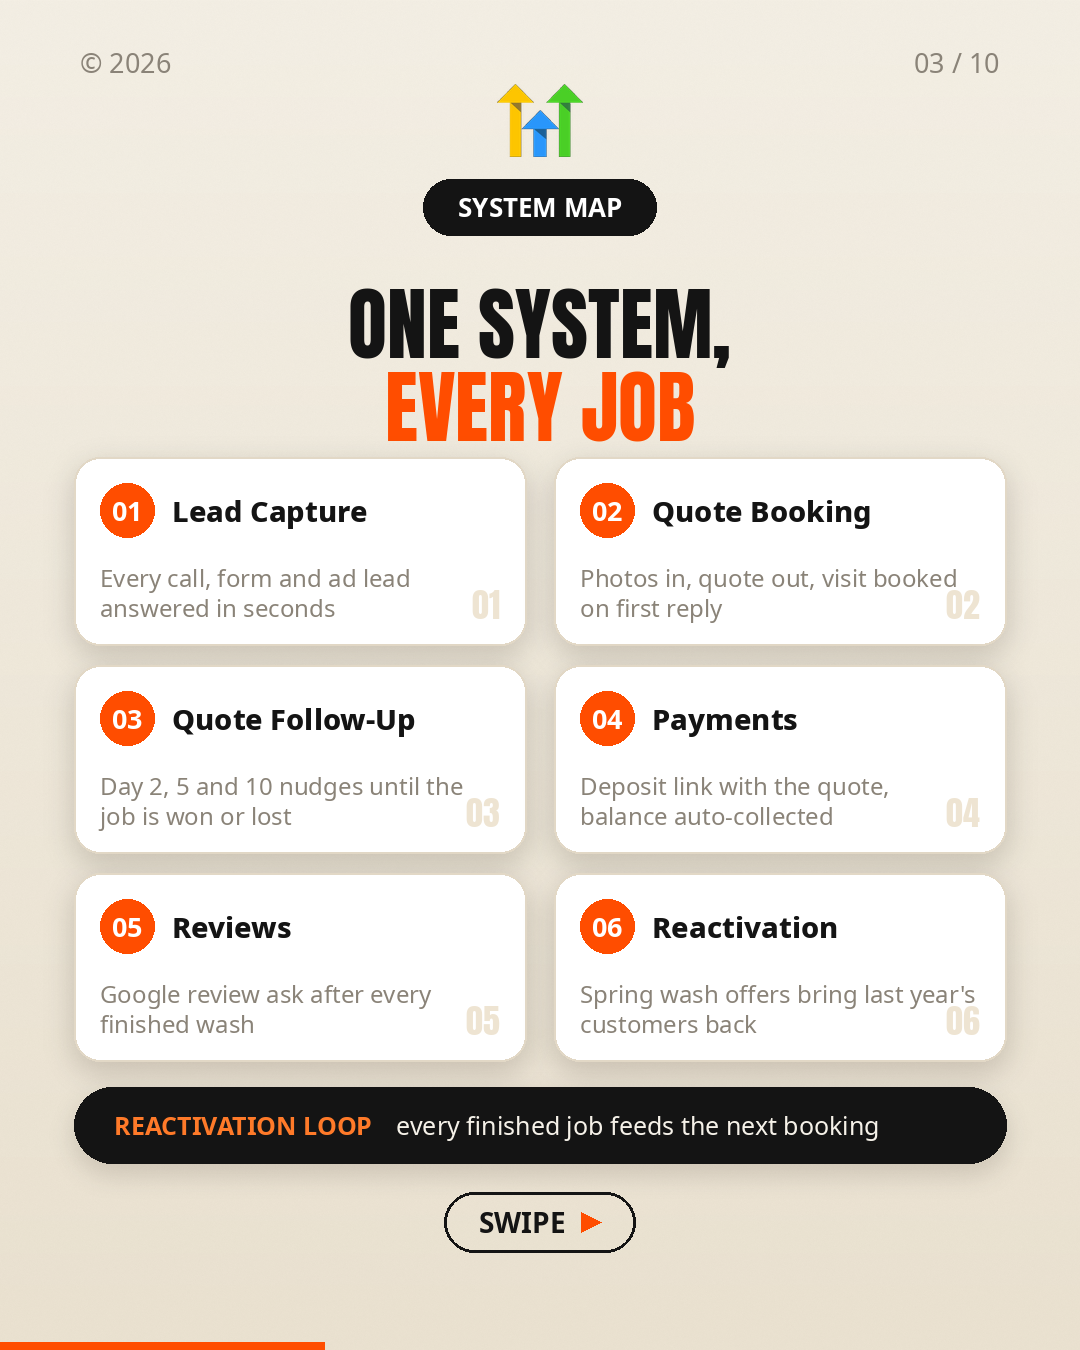 © 2026
03 / 10
SYSTEM MAP
ONE SYSTEM,
EVERY JOB
01 Lead Capture
Every call, form and ad lead
answered in seconds
01
02 Quote Booking
Photos in, quote out, visit booked
on first reply
02
03 Quote Follow-Up
Day 2, 5 and 10 nudges until the
job is won or lost
03
04 Payments
Deposit link with the quote,
balance auto-collected
04
05 Reviews
Google review ask after every
finished wash
05
06 Reactivation
Spring wash offers bring last year's
customers back
06
REACTIVATION LOOP every finished job feeds the next booking
SWIPE